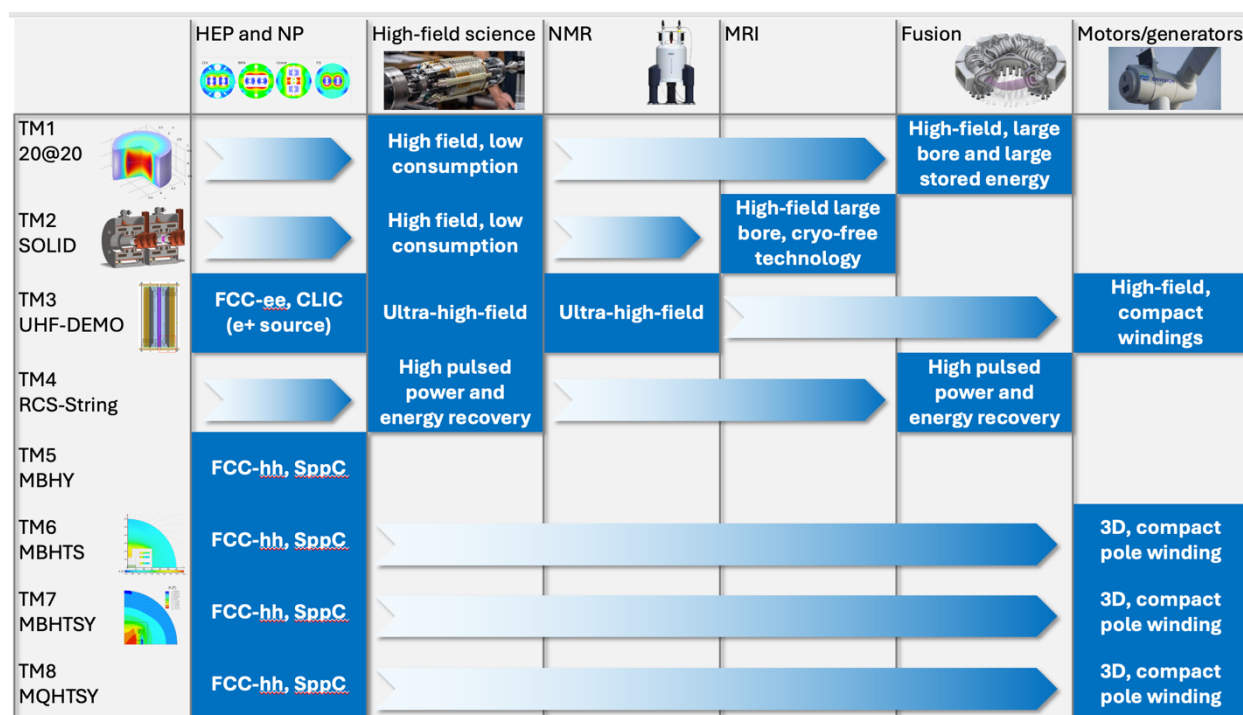 HEP and NP
High-field science
NMR
MRI
Fusion
Motors/generators
TM1
20@20
High field, low
consumption
High-field, large
bore and large
stored energy
TM2
SOLID
High field, low
consumption
High-field large
bore, cryo-free
technology
TM3
UHF-DEMO
FCC-ee, CLIC
(e+ source)
Ultra-high-field
Ultra-high-field
High-field,
compact
windings
TM4
RCS-String
High pulsed
power and
energy recovery
High pulsed
power and
energy recovery
TM5
MBHY
FCC-hh, SppC
TM6
MBHTS
FCC-hh, SppC
3D, compact
pole winding
TM7
MBHTSY
FCC-hh, SppC
3D, compact
pole winding
TM8
MQHTSY
FCC-hh, SppC
3D, compact
pole winding